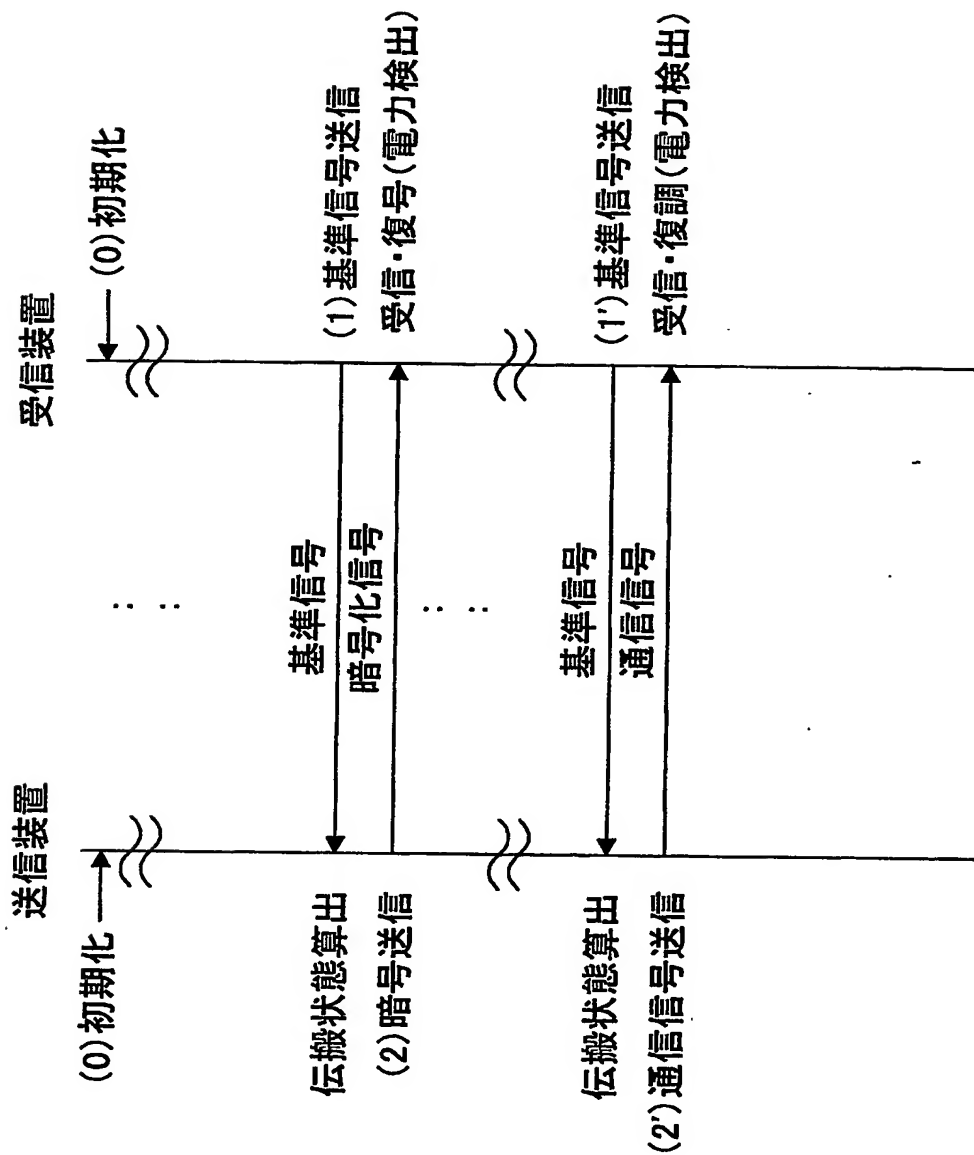 送信装置
受信装置
(0)初期化
(0)初期化
基準信号
(1)基準信号送信
伝搬状態算出
暗号化信号
受信・復号(電力検出)
(2)暗号送信
基準信号
(1')基準信号送信
伝搬状態算出
通信信号
受信・復調(電力検出)
(2')通信信号送信